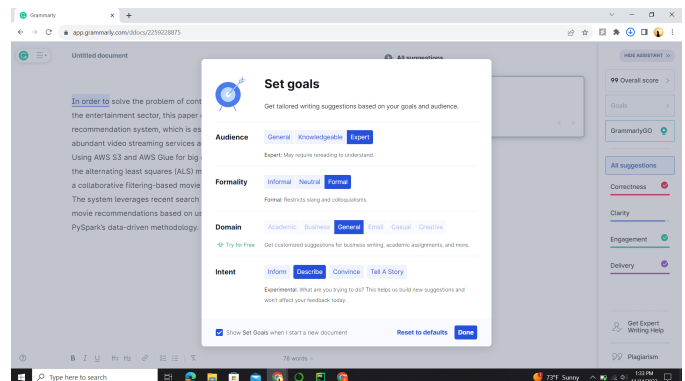 Grammarly
app.grammarly.com/ddocs/2259228875
Untitled document
All suggestions
HIDE ASSISTANT
In order to solve the problem of cont
the entertainment sector, this paper
recommendation system, which is es
abundant video streaming services a
Using AWS S3 and AWS Glue for big
the alternating least squares (ALS) m
a collaborative filtering-based movie
The system leverages recent search
movie recommendations based on us
PySpark's data-driven methodology.
Set goals
Get tailored writing suggestions based on your goals and audience.
Audience
General Knowledgeable Expert
Expert: May require rereading to understand.
Formality
Informal Neutral Formal
Formal: Restricts slang and colloquialisms.
Domain
Academic Business General Email Casual Creative
Try for Free Get customized suggestions for business writing, academic assignments, and more.
Intent
Inform Describe Convince Tell A Story
Experimental. What are you trying to do? This helps us build new suggestions and
won't affect your feedback today.
Show Set Goals when I start a new document
Reset to defaults Done
99 Overall score
Goals
GrammarlyGO
All suggestions
Correctness
Clarity
Engagement
Delivery
Get Expert
Writing Help
Plagiarism
B I U H1 H2
78 words
Type here to search
73°F Sunny
1:33 PM